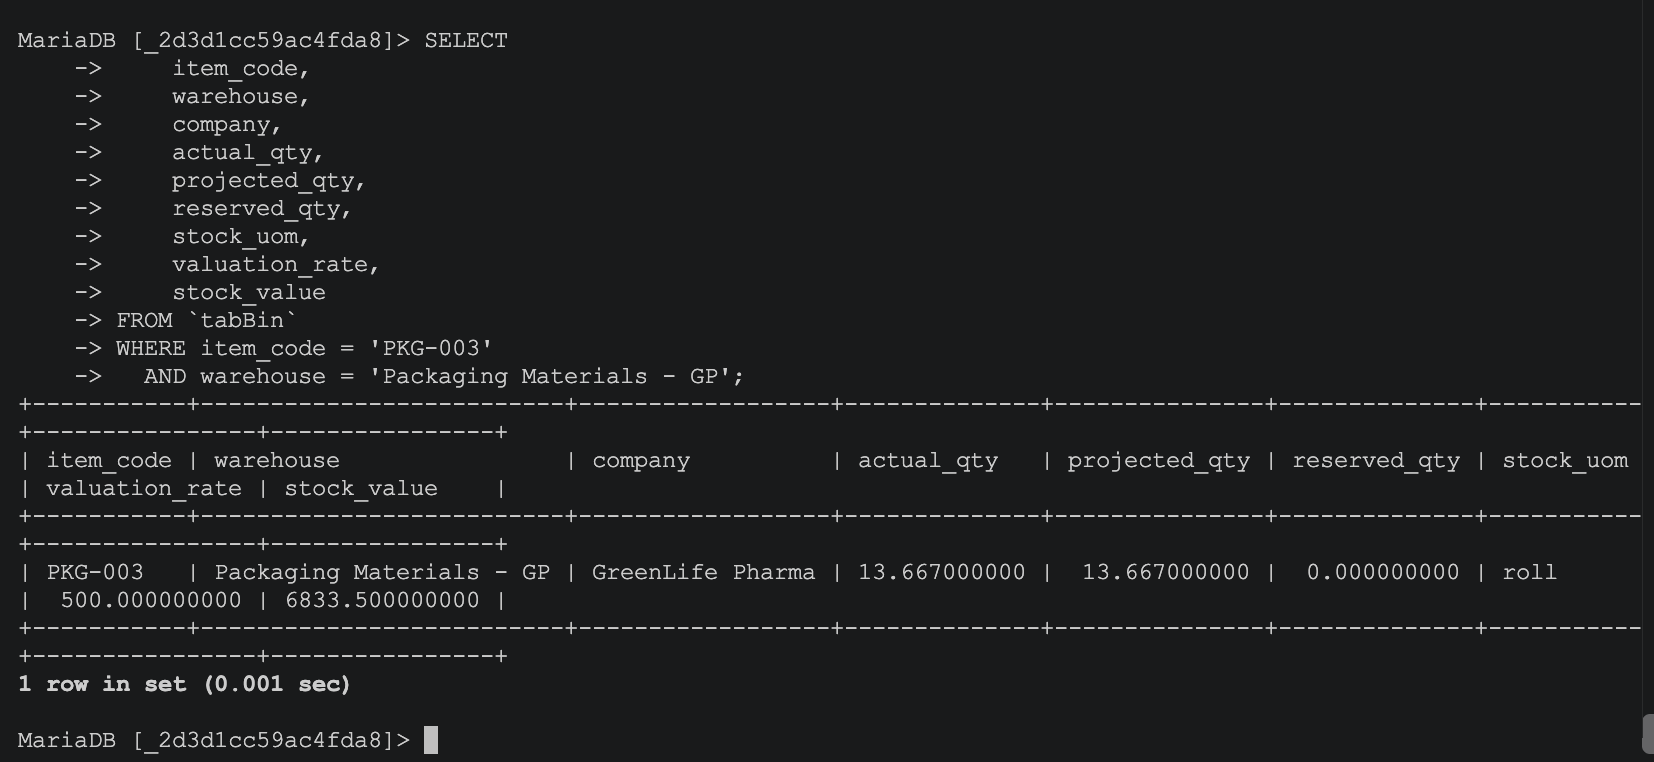 MariaDB [_2d3d1cc59ac4fda8]> SELECT
    ->     item_code,
    ->     warehouse,
    ->     company,
    ->     actual_qty,
    ->     projected_qty,
    ->     reserved_qty,
    ->     stock_uom,
    ->     valuation_rate,
    ->     stock_value
    -> FROM `tabBin`
    -> WHERE item_code = 'PKG-003'
    ->   AND warehouse = 'Packaging Materials - GP';
+-----------+--------------------------+------------------+--------------+---------------+--------------+-----------
+----------------+----------------+
| item_code | warehouse                | company          | actual_qty   | projected_qty | reserved_qty | stock_uom
| valuation_rate | stock_value    |
+-----------+--------------------------+------------------+--------------+---------------+--------------+-----------
+----------------+----------------+
| PKG-003   | Packaging Materials - GP | GreenLife Pharma | 13.667000000 |  13.667000000 |  0.000000000 | roll
|  500.000000000 | 6833.500000000 |
+-----------+--------------------------+------------------+--------------+---------------+--------------+-----------
+----------------+----------------+
1 row in set (0.001 sec)
MariaDB [_2d3d1cc59ac4fda8]>